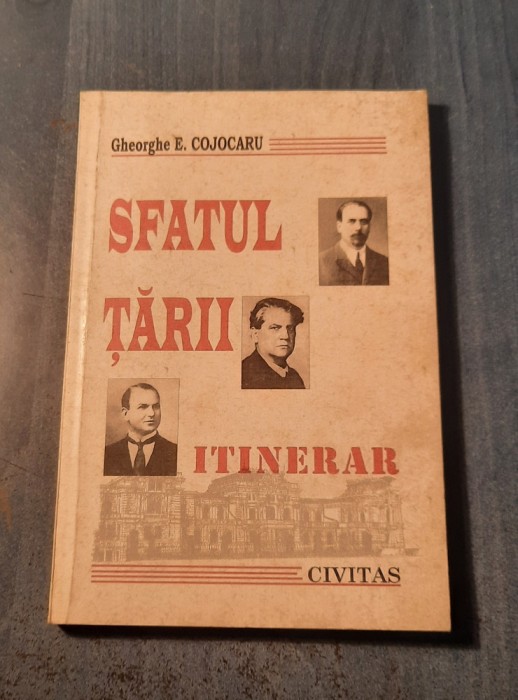 Gheorghe E. COJOCARU
SFATUL
ȚĂRII
ITINERAR
CIVITAS